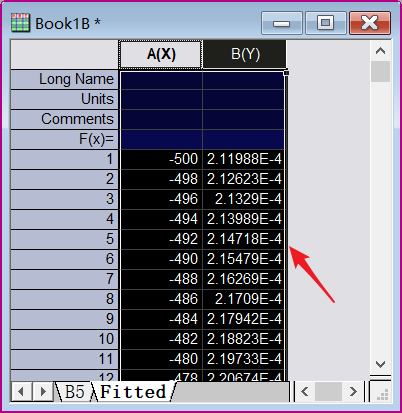 Book1B *
A(X) B(Y)
Long Name
Units
Comments
F(x)=
1 -500 2.11988E-4
2 -498 2.12623E-4
3 -496 2.1329E-4
4 -494 2.13989E-4
5 -492 2.14718E-4
6 -490 2.15479E-4
7 -488 2.16269E-4
8 -486 2.1709E-4
9 -484 2.17942E-4
10 -482 2.18823E-4
11 -480 2.19733E-4
12 -478 2.20674E-4
B5 Fitted